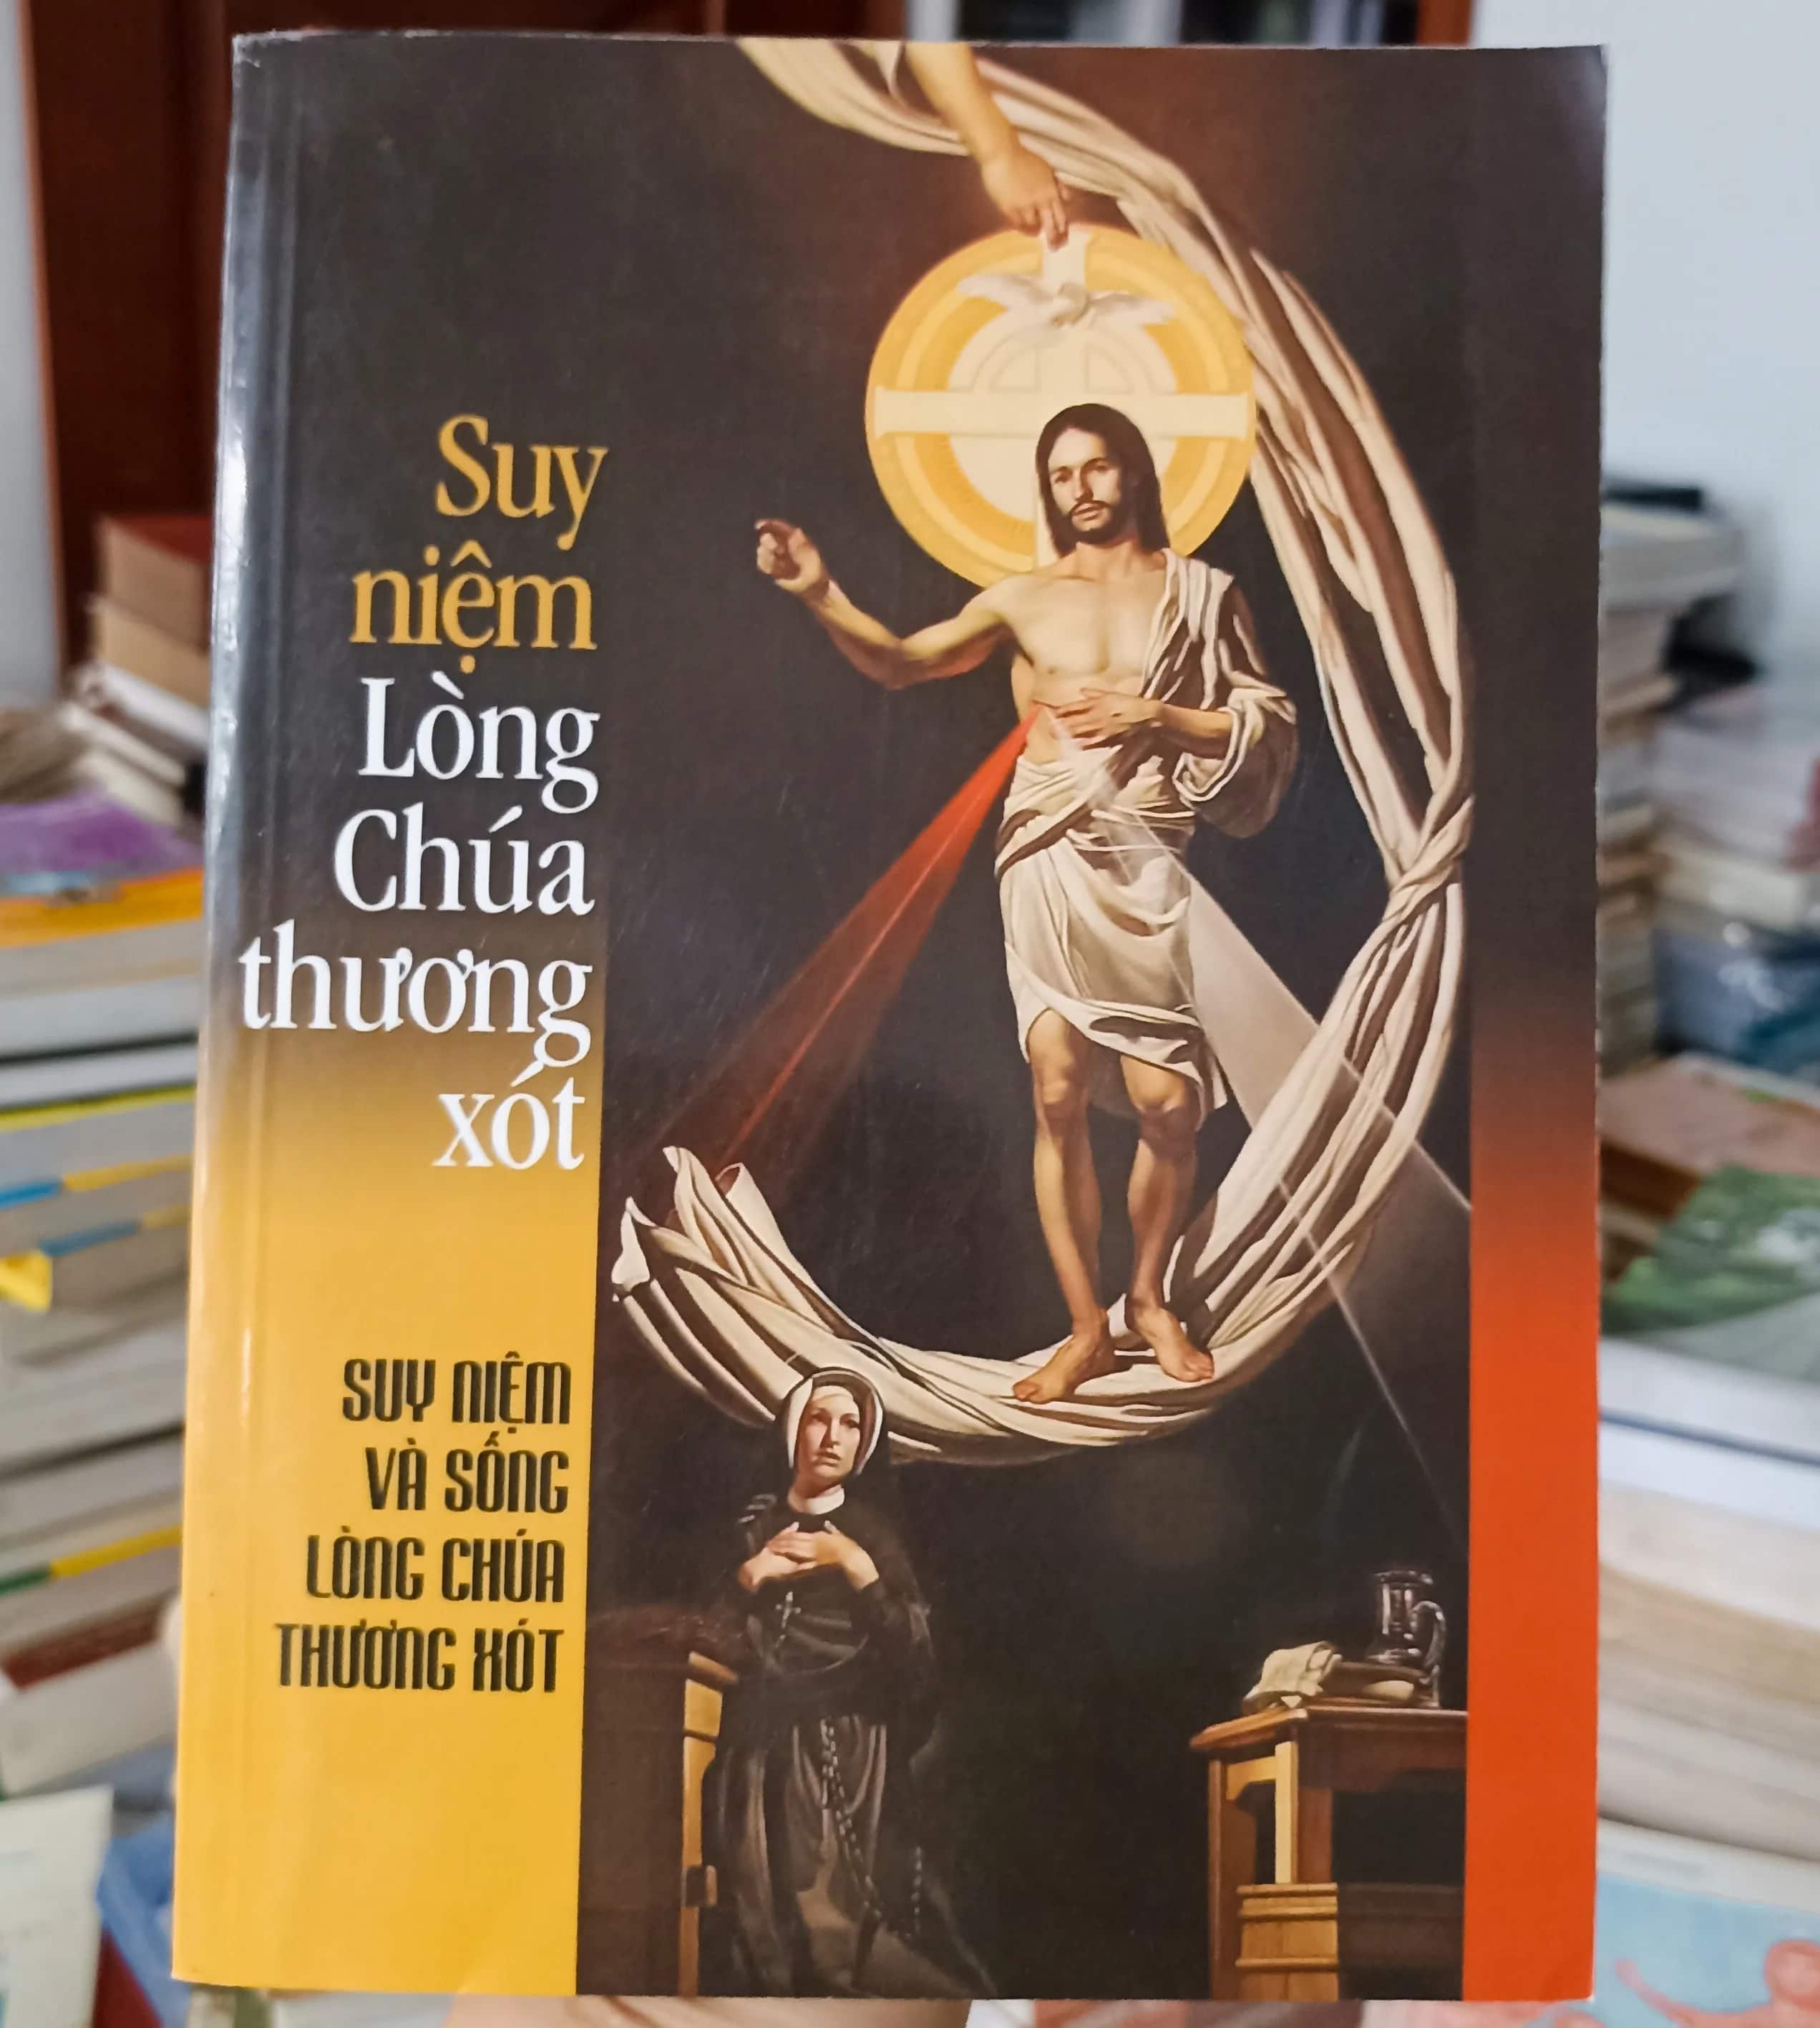 Suy
niệm
Lòng
Chúa
thương
xót
SUY NIỆM
VÀ SỐNG
LÒNG CHÚA
THƯƠNG XÓT